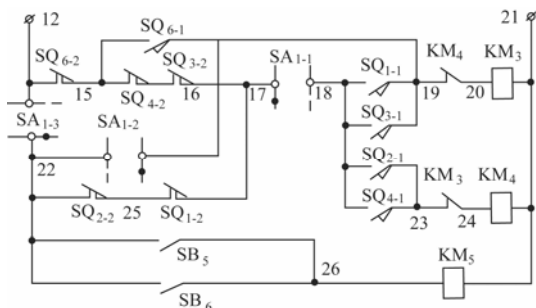 12
SQ6-1
21
SQ6-2
SQ3-2
SA1-1
KM4
KM3
15
SQ4-2
16
17
18
SQ1-1
19
20
SA1-3
SA1-2
SQ3-1
22
SQ2-1
KM3
KM4
SQ2-2
25
SQ1-2
SQ4-1
23
24
SB5
26
KM5
SB6